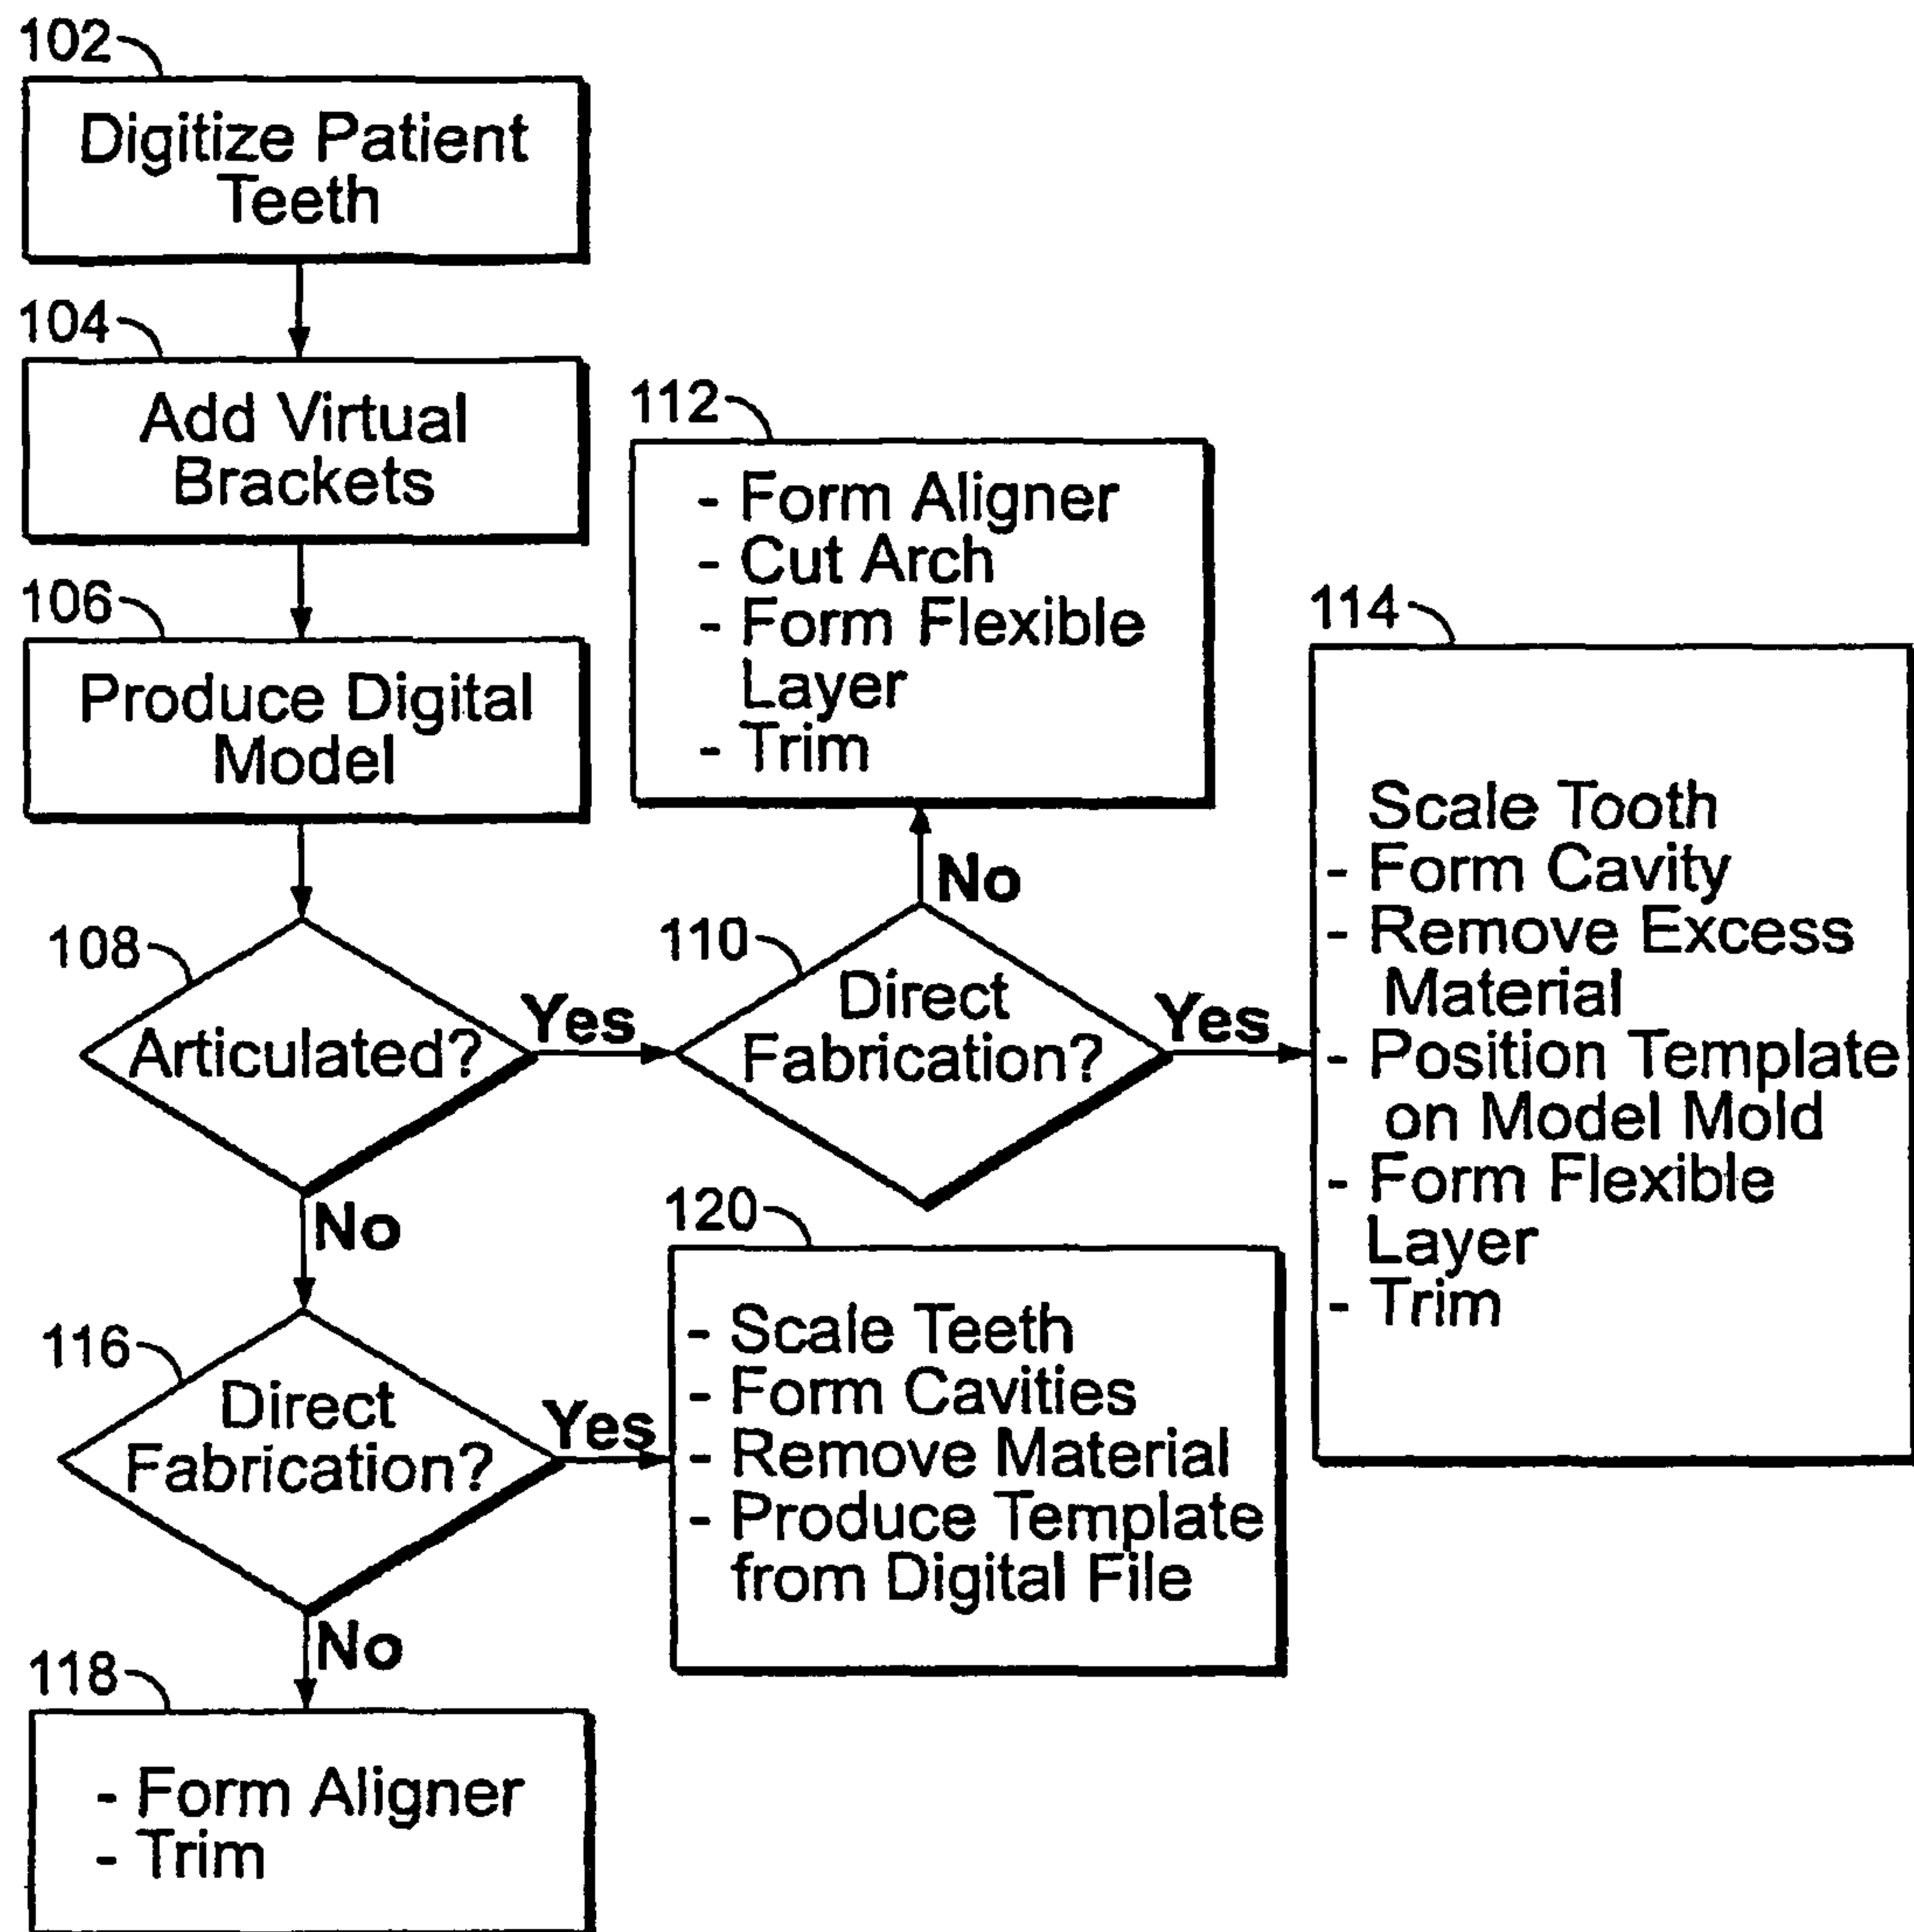 102
Digitize Patient
Teeth
104
Add Virtual
Brackets
106
Produce Digital
Model
108
Articulated?
Yes
No
110
Direct
Fabrication?
No
Yes
112
- Form Aligner
- Cut Arch
- Form Flexible
Layer
- Trim
114
Scale Tooth
- Form Cavity
- Remove Excess
Material
- Position Template
on Model Mold
- Form Flexible
Layer
- Trim
116
Direct
Fabrication?
Yes
No
120
- Scale Teeth
- Form Cavities
- Remove Material
- Produce Template
from Digital File
118
- Form Aligner
- Trim